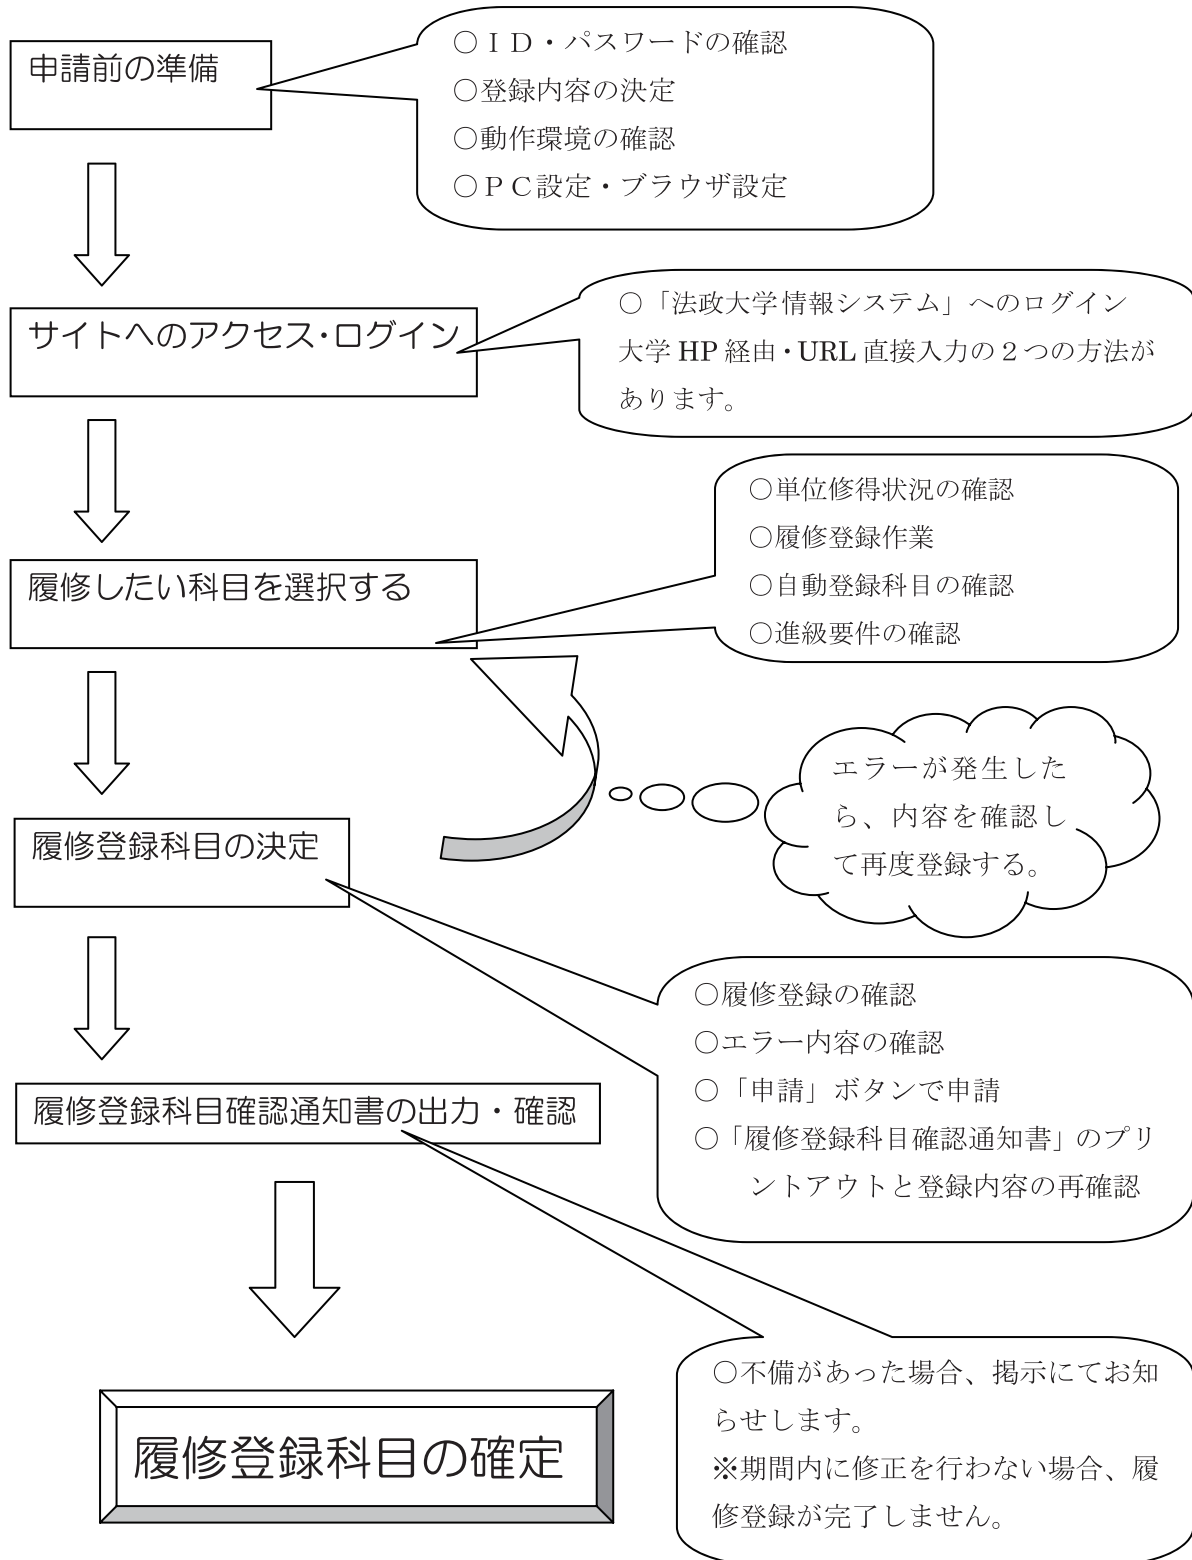 申請前の準備
○ＩＤ・パスワードの確認
○登録内容の決定
○動作環境の確認
○ＰＣ設定・ブラウザ設定
サイトへのアクセス・ログイン
○「法政大学情報システム」へのログイン
大学 HP 経由・URL 直接入力の２つの方法が
あります。
履修したい科目を選択する
○単位修得状況の確認
○履修登録作業
○自動登録科目の確認
○進級要件の確認
エラーが発生した
ら、内容を確認し
て再度登録する。
履修登録科目の決定
○履修登録の確認
○エラー内容の確認
○「申請」ボタンで申請
○「履修登録科目確認通知書」のプリ
ントアウトと登録内容の再確認
履修登録科目確認通知書の出力・確認
○不備があった場合、掲示にてお知
らせします。
※期間内に修正を行わない場合、履
修登録が完了しません。
履修登録科目の確定